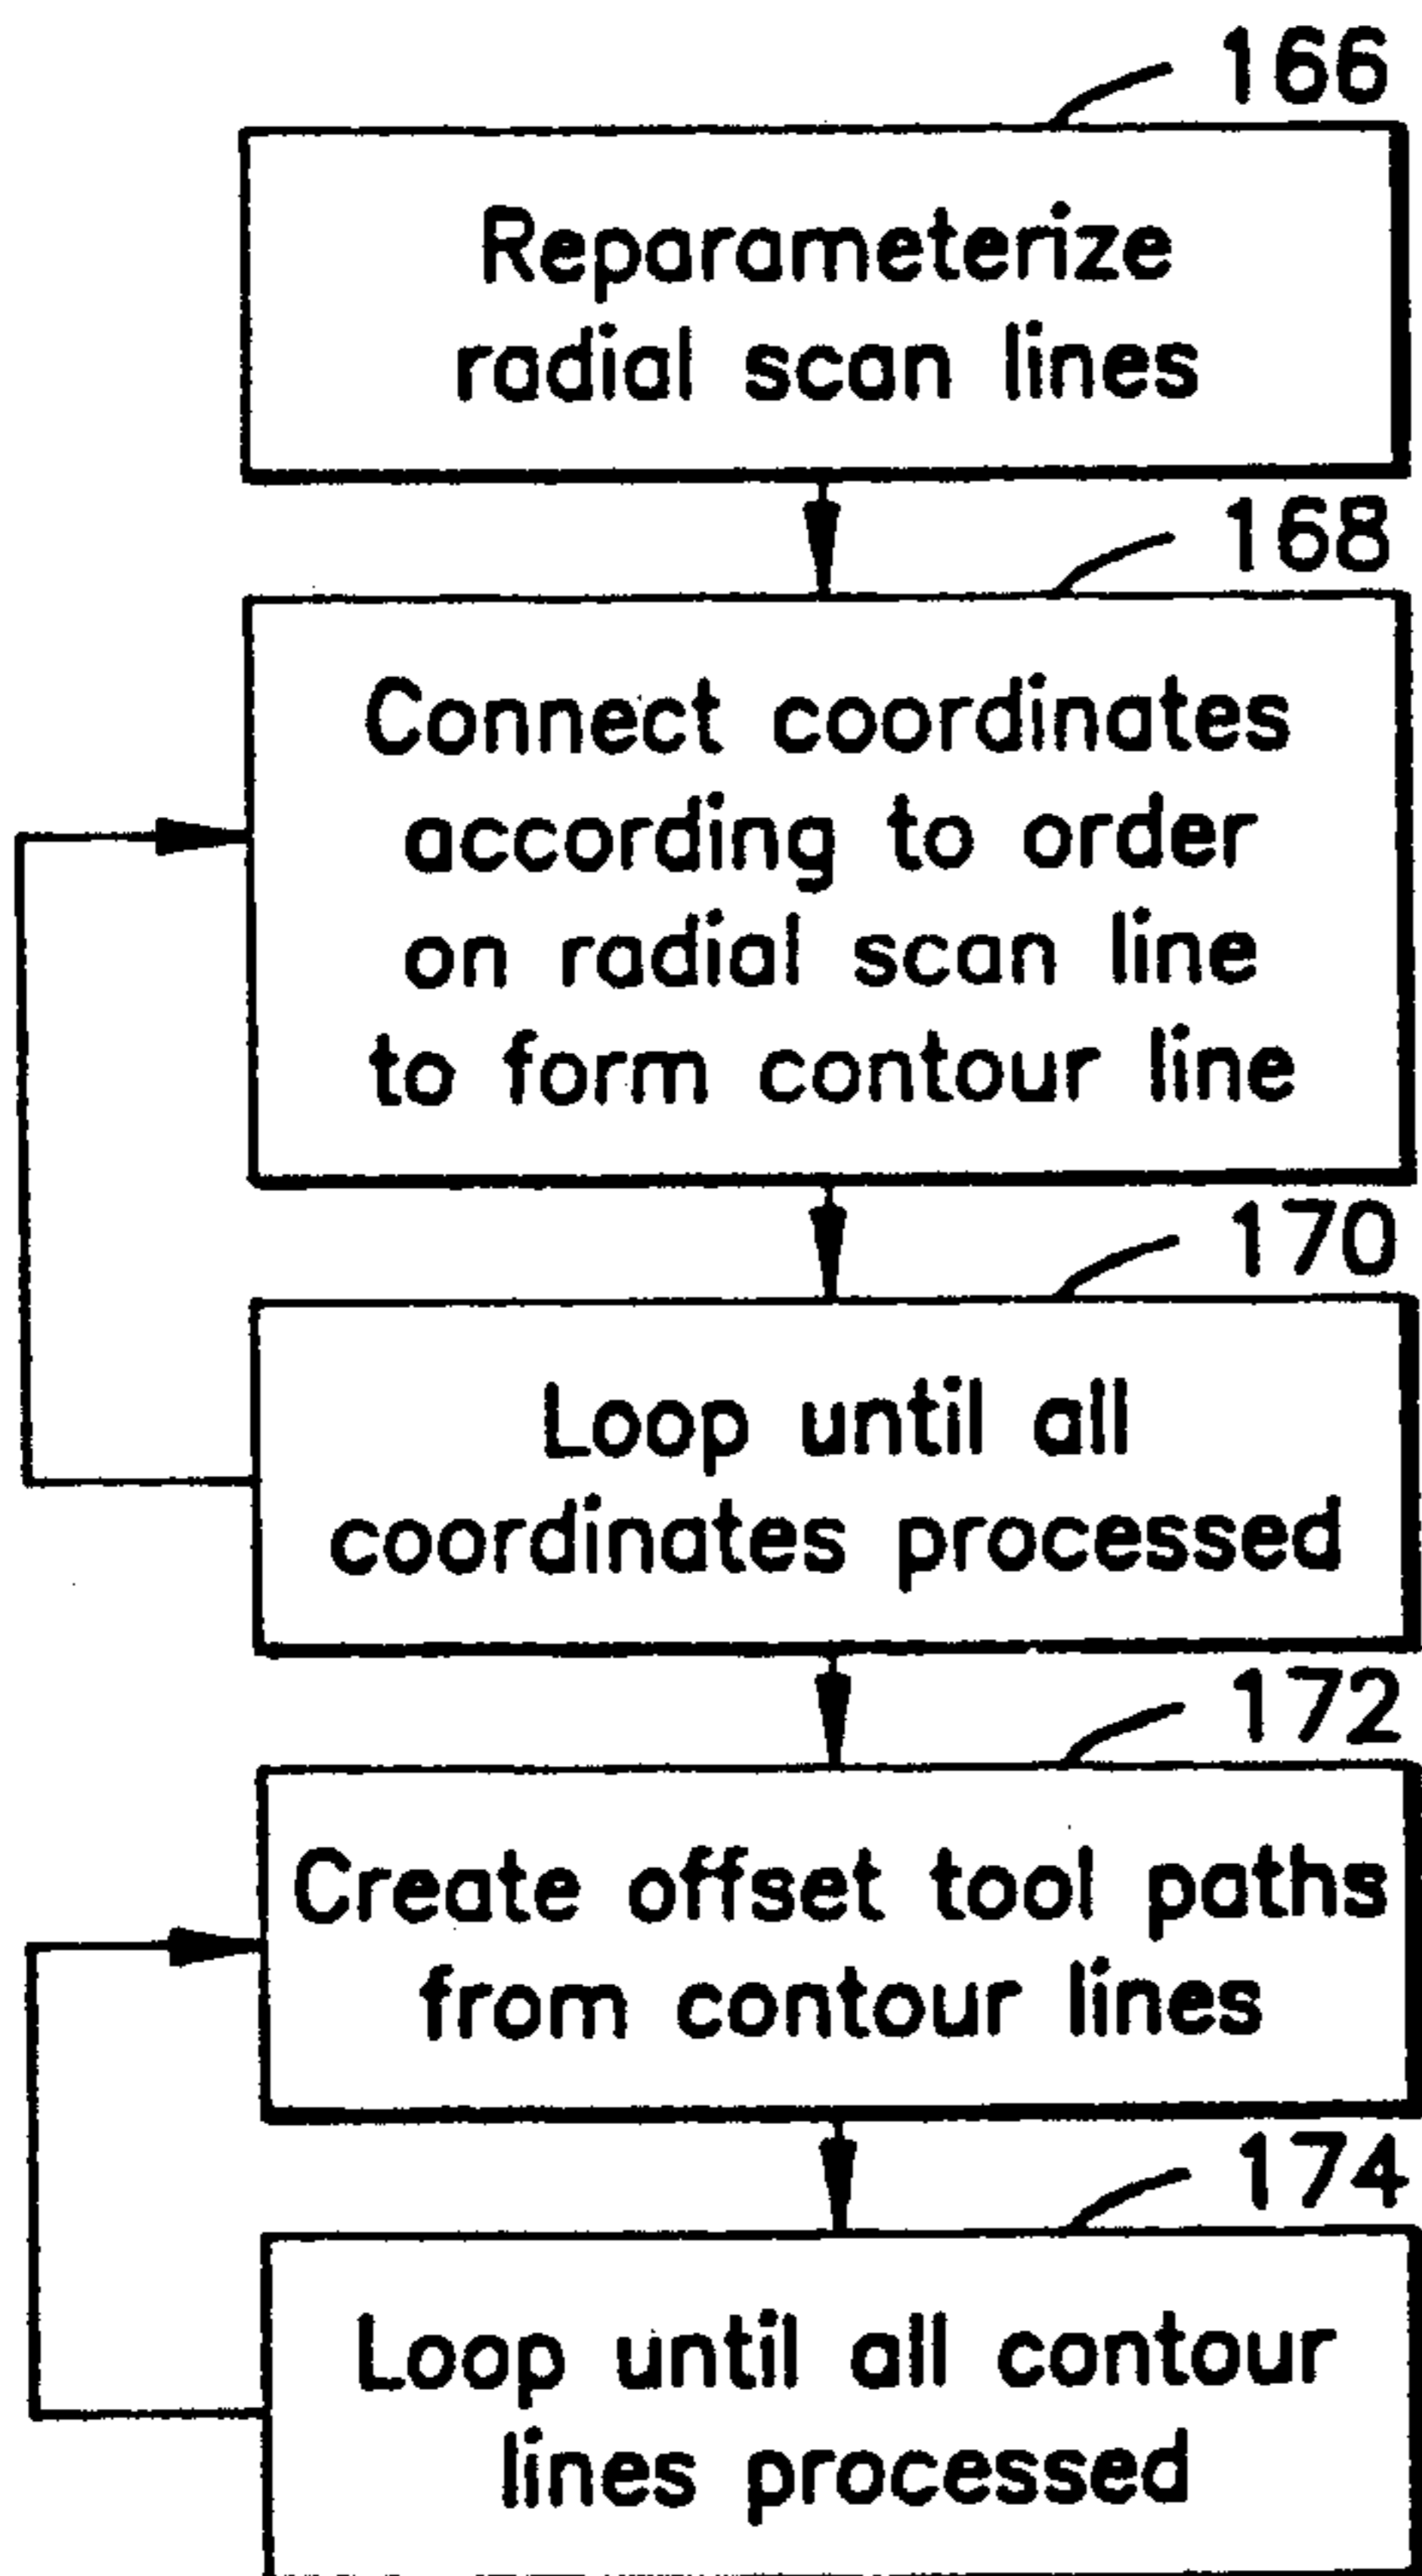 166
Reparameterize
radial scan lines
168
Connect coordinates
according to order
on radial scan line
to form contour line
170
Loop until all
coordinates processed
172
Create offset tool paths
from contour lines
174
Loop until all contour
lines processed